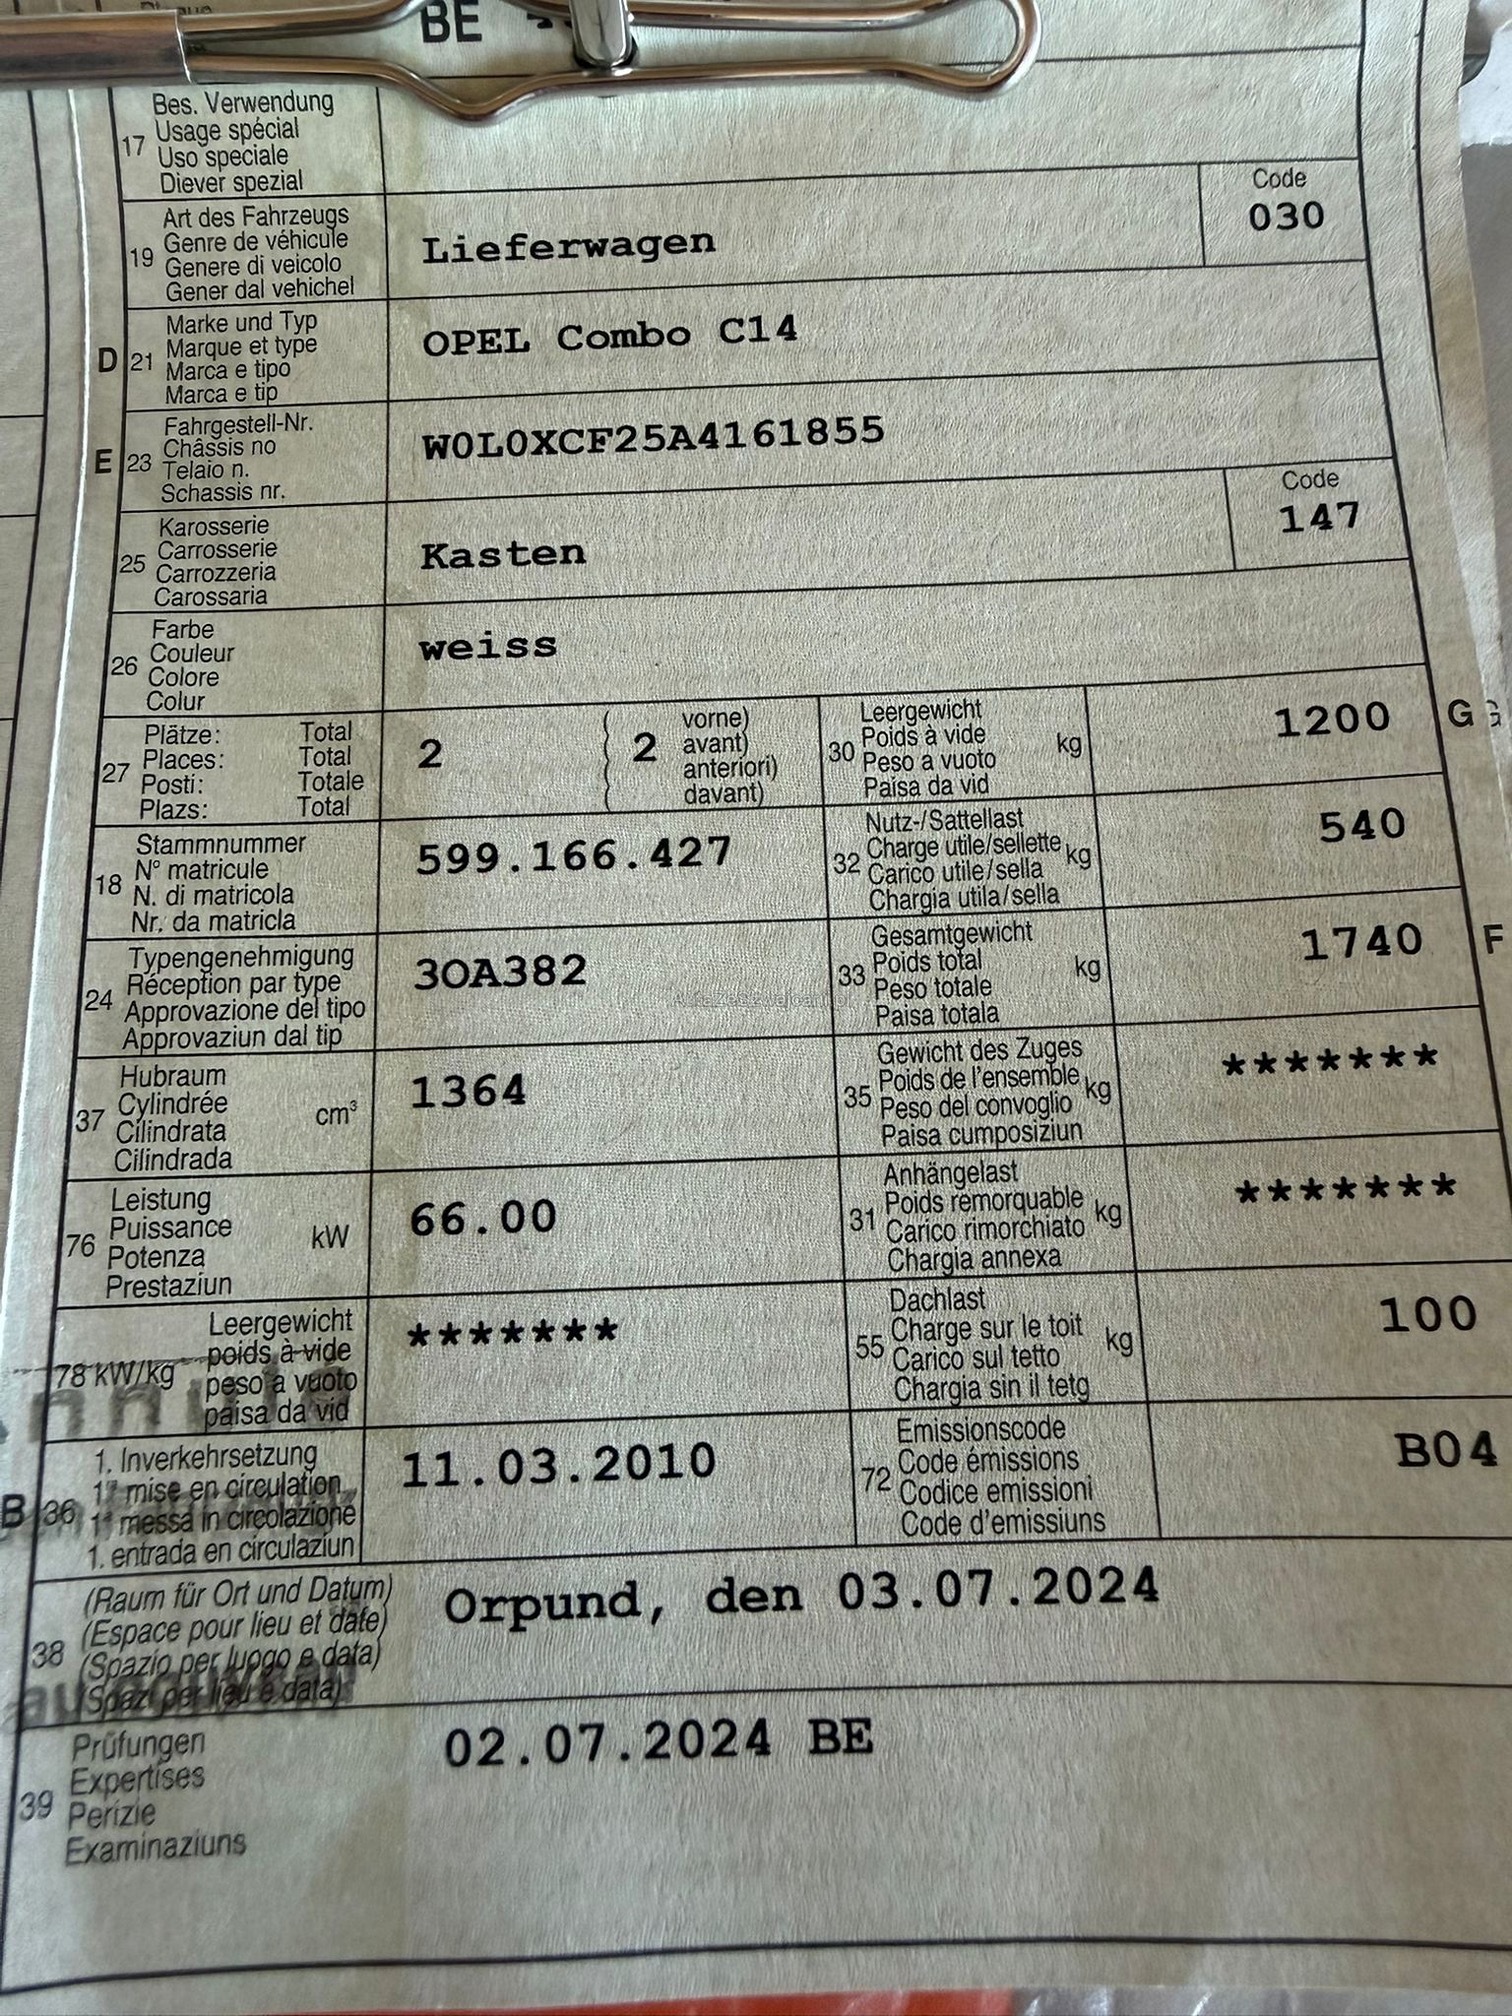 BE
Bes. Verwendung
17 Usage spécial
Uso speciale
Diever spezial
Art des Fahrzeugs
19 Genre de véhicule
Genere di veicolo
Gener dal vehichel
Lieferwagen
Code
030
Marke und Typ
D 21 Marque et type
Marca e tipo
Marca e tip
OPEL Combo C14
Fahrgestell-Nr.
E 23 Châssis no
Telaio n.
Schassis nr.
W0L0XCF25A4161855
Karosserie
25 Carrosserie
Carrozzeria
Carossaria
Kasten
Code
147
Farbe
26 Couleur
Colore
Colur
weiss
Plätze: Total
27 Places: Total
Posti: Totale
Plazs: Total
2
( vorne)
( 2 avant)
( anteriori)
( davant)
Leergewicht
30 Poids à vide kg
Peso a vuoto
Paisa da vid
1200 G
Stammnummer
18 N° matricule
N. di matricola
Nr. da matricla
599.166.427
Nutz-/Sattellast
32 Charge utile/sellette kg
Carico utile/sella
Chargia utila/sella
540
Typengenehmigung
24 Réception par type
Approvazione del tipo
Approvaziun dal tip
3OA382
Gesamtgewicht
33 Poids total kg
Peso totale
Paisa totala
1740 F
Hubraum
37 Cylindrée cm³
Cilindrata
Cilindrada
1364
Gewicht des Zuges
35 Poids de l'ensemble kg
Peso del convoglio
Paisa cumposiziun
*******
Leistung
76 Puissance kW
Potenza
Prestaziun
66.00
Anhängelast
31 Poids remorquable kg
Carico rimorchiato
Chargia annexa
*******
Leergewicht
78 kW/kg poids à vide
peso a vuoto
paisa da vid
*******
Dachlast
55 Charge sur le toit kg
Carico sul tetto
Chargia sin il tetg
100
1. Inverkehrsetzung
B 36 1re mise en circulation
1a messa in circolazione
1. entrada en circulaziun
11.03.2010
Emissionscode
72 Code émissions
Codice emissioni
Code d'emissiuns
B04
(Raum für Ort und Datum)
38 (Espace pour lieu et date)
(Spazio per luogo e data)
(Spazi per lieu e data)
Orpund, den 03.07.2024
Prüfungen
39 Expertises
Perizie
Examinaziuns
02.07.2024 BE